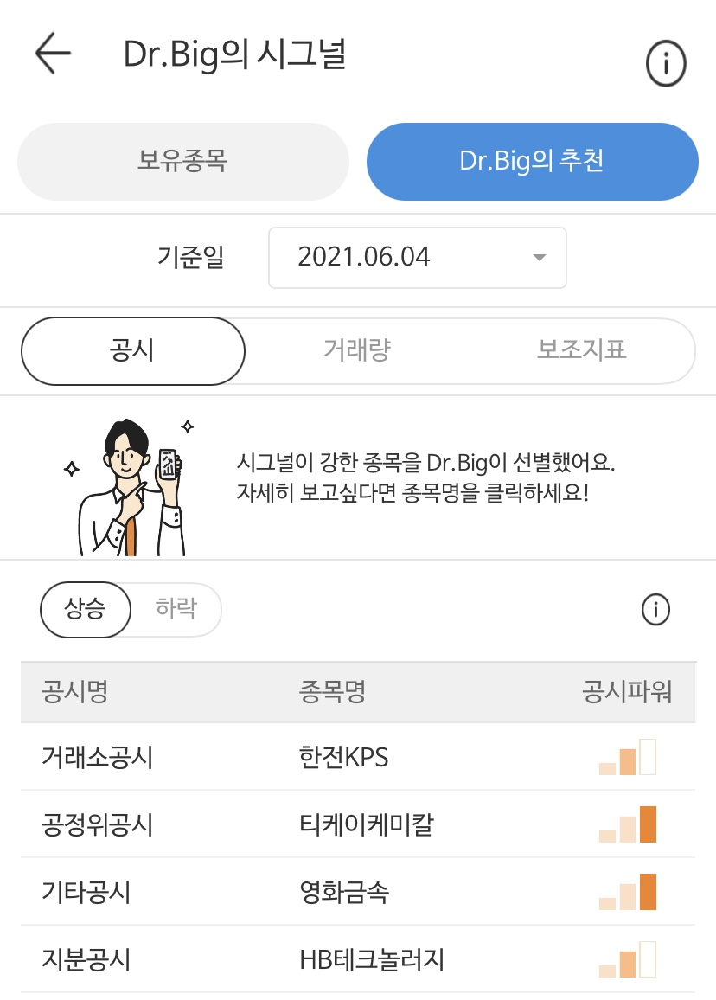 Dr.Big의 시그널
보유종목
Dr.Big의 추천
기준일
2021.06.04
공시
거래량
보조지표
시그널이 강한 종목을 Dr.Big이 선별했어요.
자세히 보고싶다면 종목명을 클릭하세요!
상승
하락
공시명 종목명 공시파워
거래소공시 한전KPS
공정위공시 티케이케미칼
기타공시 영화금속
지분공시 HB테크놀러지